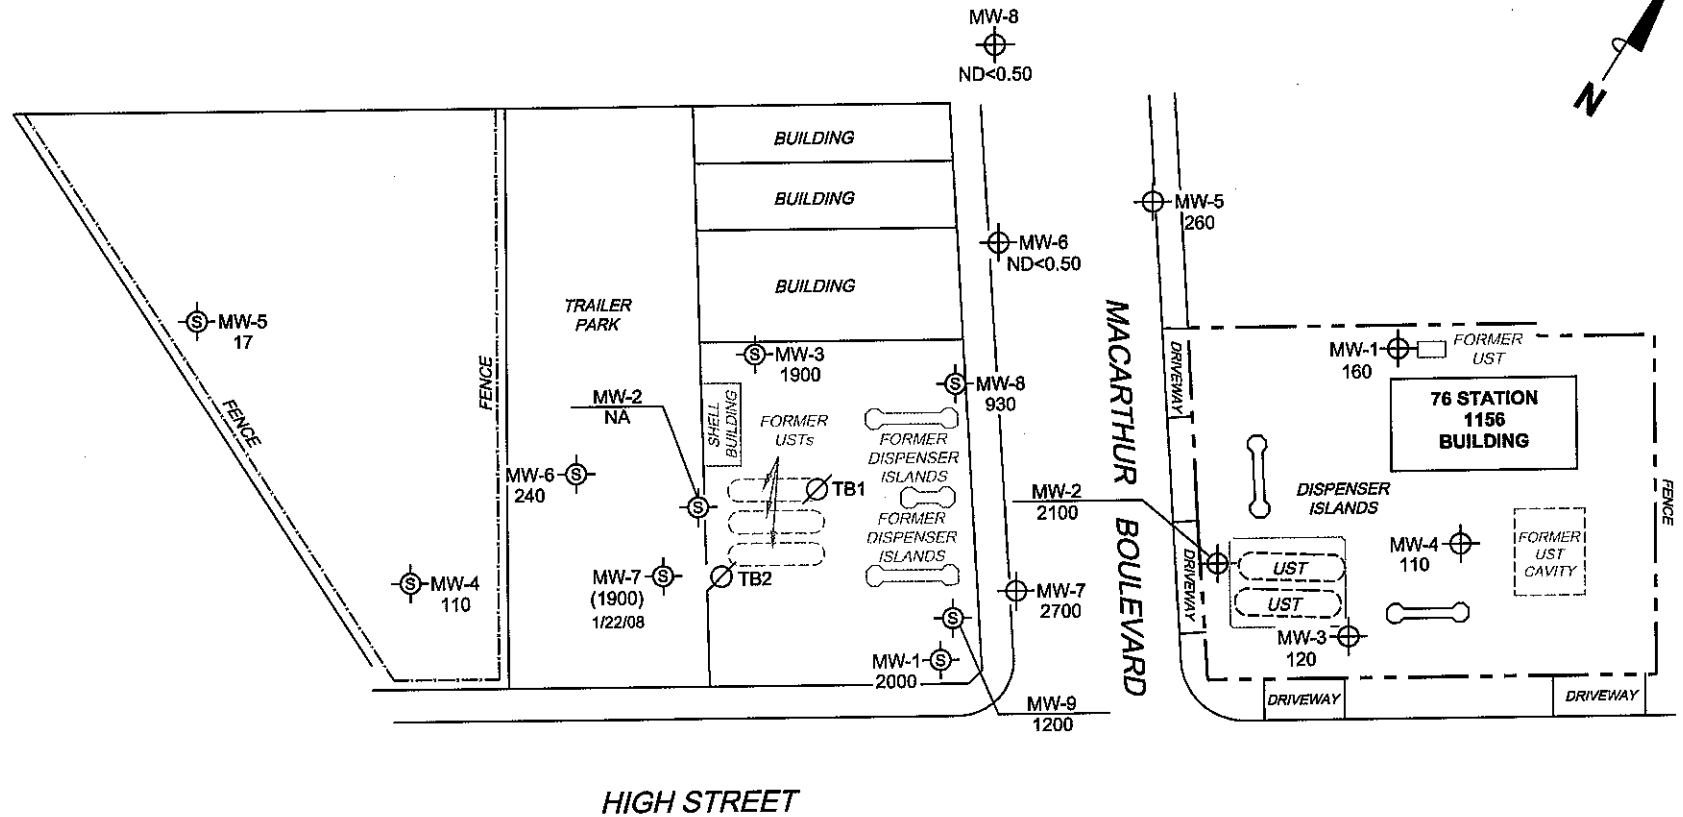 MW-8
ND<0.50
N
BUILDING
BUILDING
BUILDING
MW-5
260
MW-6
ND<0.50
TRAILER
PARK
MW-5
17
FENCE
FENCE
MW-3
1900
MW-8
930
MW-2
NA
SHELL
BUILDING
FORMER
USTs
FORMER
DISPENSER
ISLANDS
MW-6
240
TB1
FORMER
DISPENSER
ISLANDS
MW-4
110
MW-7
(1900)
1/22/08
TB2
MW-1
2000
MW-9
1200
MW-2
2100
MW-7
2700
MACARTHUR BOULEVARD
DRIVEWAY
DRIVEWAY
MW-1
160
FORMER
UST
76 STATION
1156
BUILDING
DISPENSER
ISLANDS
FENCE
MW-4
110
FORMER
UST
CAVITY
UST
UST
MW-3
120
DRIVEWAY
DRIVEWAY
HIGH STREET